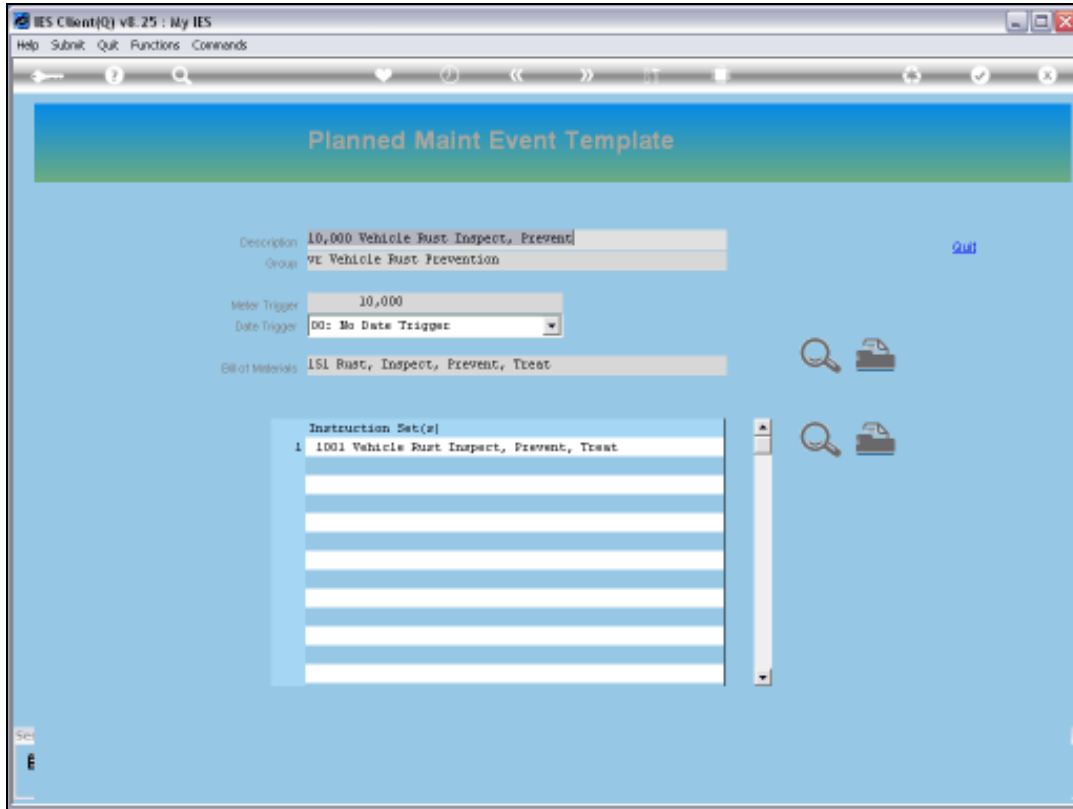 IES Client(Q) v8.25 : My IES
Help Submit Quit Functions Commands
Planned Maint Event Template
Description 10,000 Vehicle Rust Inspect, Prevent
Quit
Group vr Vehicle Rust Prevention
Meter Trigger 10,000
Date Trigger 00: No Date Trigger
Bill of Materials 151 Rust, Inspect, Prevent, Treat
Instruction Set(s)
1 1001 Vehicle Rust Inspect, Prevent, Treat